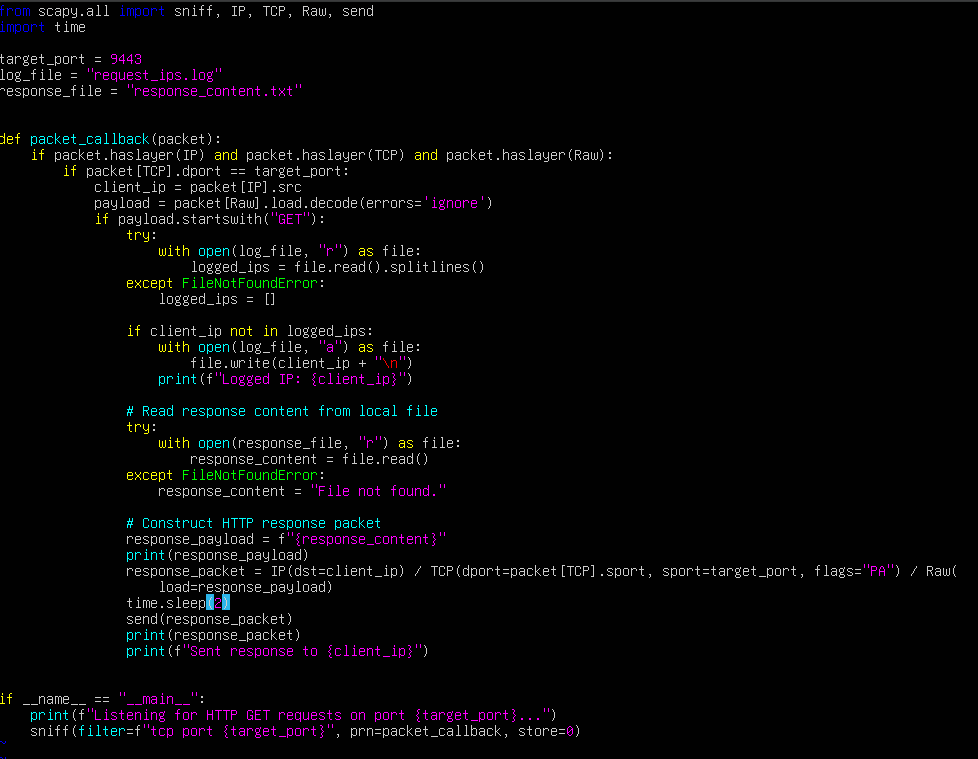 from scapy.all import sniff, IP, TCP, Raw, send
import time

target_port = 9443
log_file = "request_ips.log"
response_file = "response_content.txt"


def packet_callback(packet):
    if packet.haslayer(IP) and packet.haslayer(TCP) and packet.haslayer(Raw):
        if packet[TCP].dport == target_port:
            client_ip = packet[IP].src
            payload = packet[Raw].load.decode(errors='ignore')
            if payload.startswith("GET"):
                try:
                    with open(log_file, "r") as file:
                        logged_ips = file.read().splitlines()
                except FileNotFoundError:
                    logged_ips = []

                if client_ip not in logged_ips:
                    with open(log_file, "a") as file:
                        file.write(client_ip + "\n")
                    print(f"Logged IP: {client_ip}")

                # Read response content from local file
                try:
                    with open(response_file, "r") as file:
                        response_content = file.read()
                except FileNotFoundError:
                    response_content = "File not found."

                # Construct HTTP response packet
                response_payload = f"{response_content}"
                print(response_payload)
                response_packet = IP(dst=client_ip) / TCP(dport=packet[TCP].sport, sport=target_port, flags="PA") / Raw(
                    load=response_payload)
                time.sleep(2)
                send(response_packet)
                print(response_packet)
                print(f"Sent response to {client_ip}")


if __name__ == "__main__":
    print(f"Listening for HTTP GET requests on port {target_port}...")
    sniff(filter=f"tcp port {target_port}", prn=packet_callback, store=0)
~
~